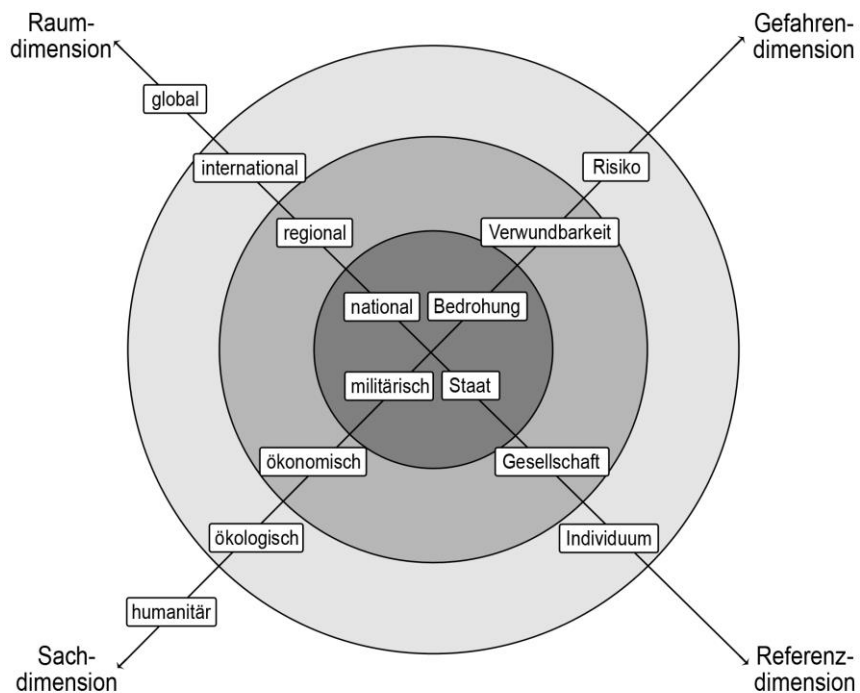 Raum-
dimension
Gefahren-
dimension
global
international
Risiko
regional
Verwundbarkeit
national
Bedrohung
militärisch
Staat
ökonomisch
Gesellschaft
ökologisch
Individuum
humanitär
Sach-
dimension
Referenz-
dimension